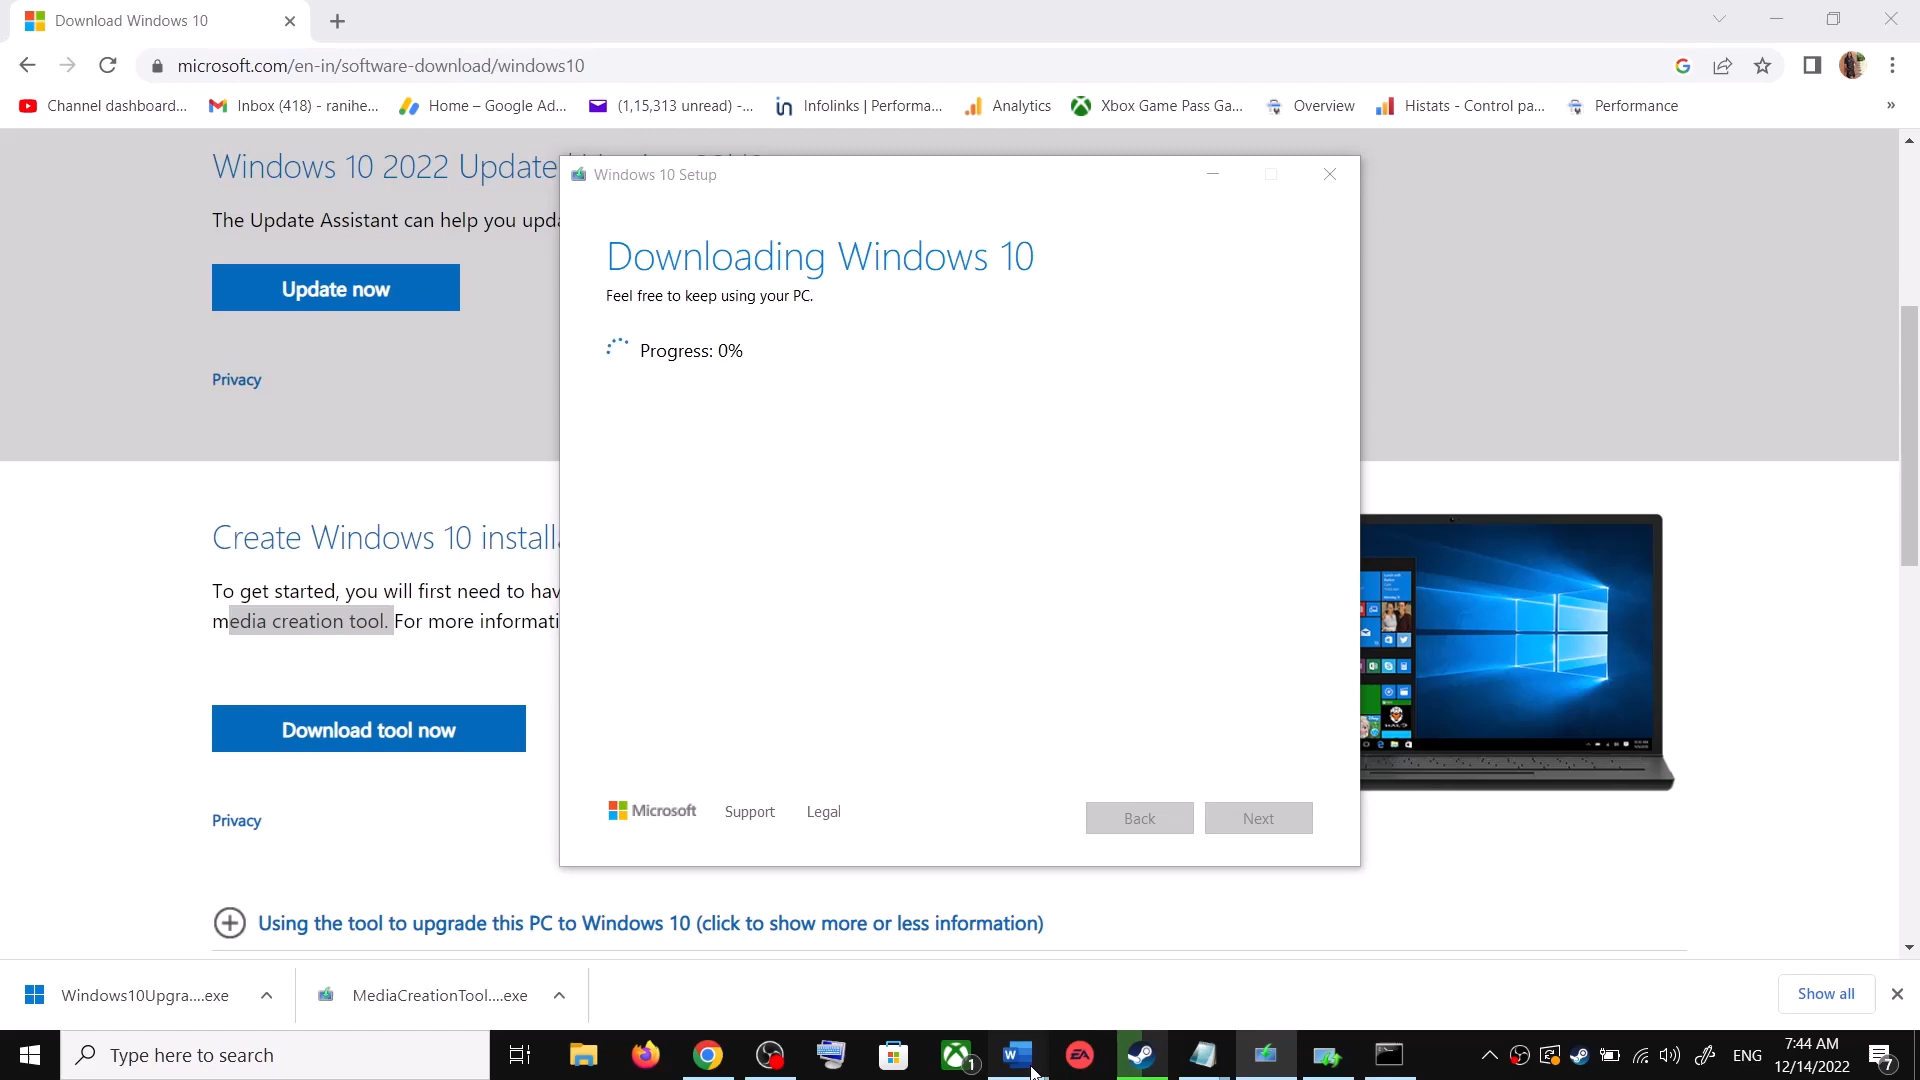 Download Windows 10
microsoft.com/en-in/software-download/windows10
Channel dashboard...
Inbox (418) - ranihe...
Home – Google Ad...
(1,15,313 unread) -...
Infolinks | Performa...
Analytics
Xbox Game Pass Ga...
Overview
Histats - Control pa...
Performance
»
Windows 10 2022 Update
The Update Assistant can help you upda
Update now
Privacy
Windows 10 Setup
Downloading Windows 10
Feel free to keep using your PC.
Progress: 0%
Microsoft
Support
Legal
Back
Next
Create Windows 10 installa
To get started, you will first need to hav
media creation tool. For more informati
Download tool now
Privacy
Using the tool to upgrade this PC to Windows 10 (click to show more or less information)
Windows10Upgra....exe
MediaCreationTool....exe
Show all
Type here to search
1
W
EA
ENG
7:44 AM
12/14/2022
7